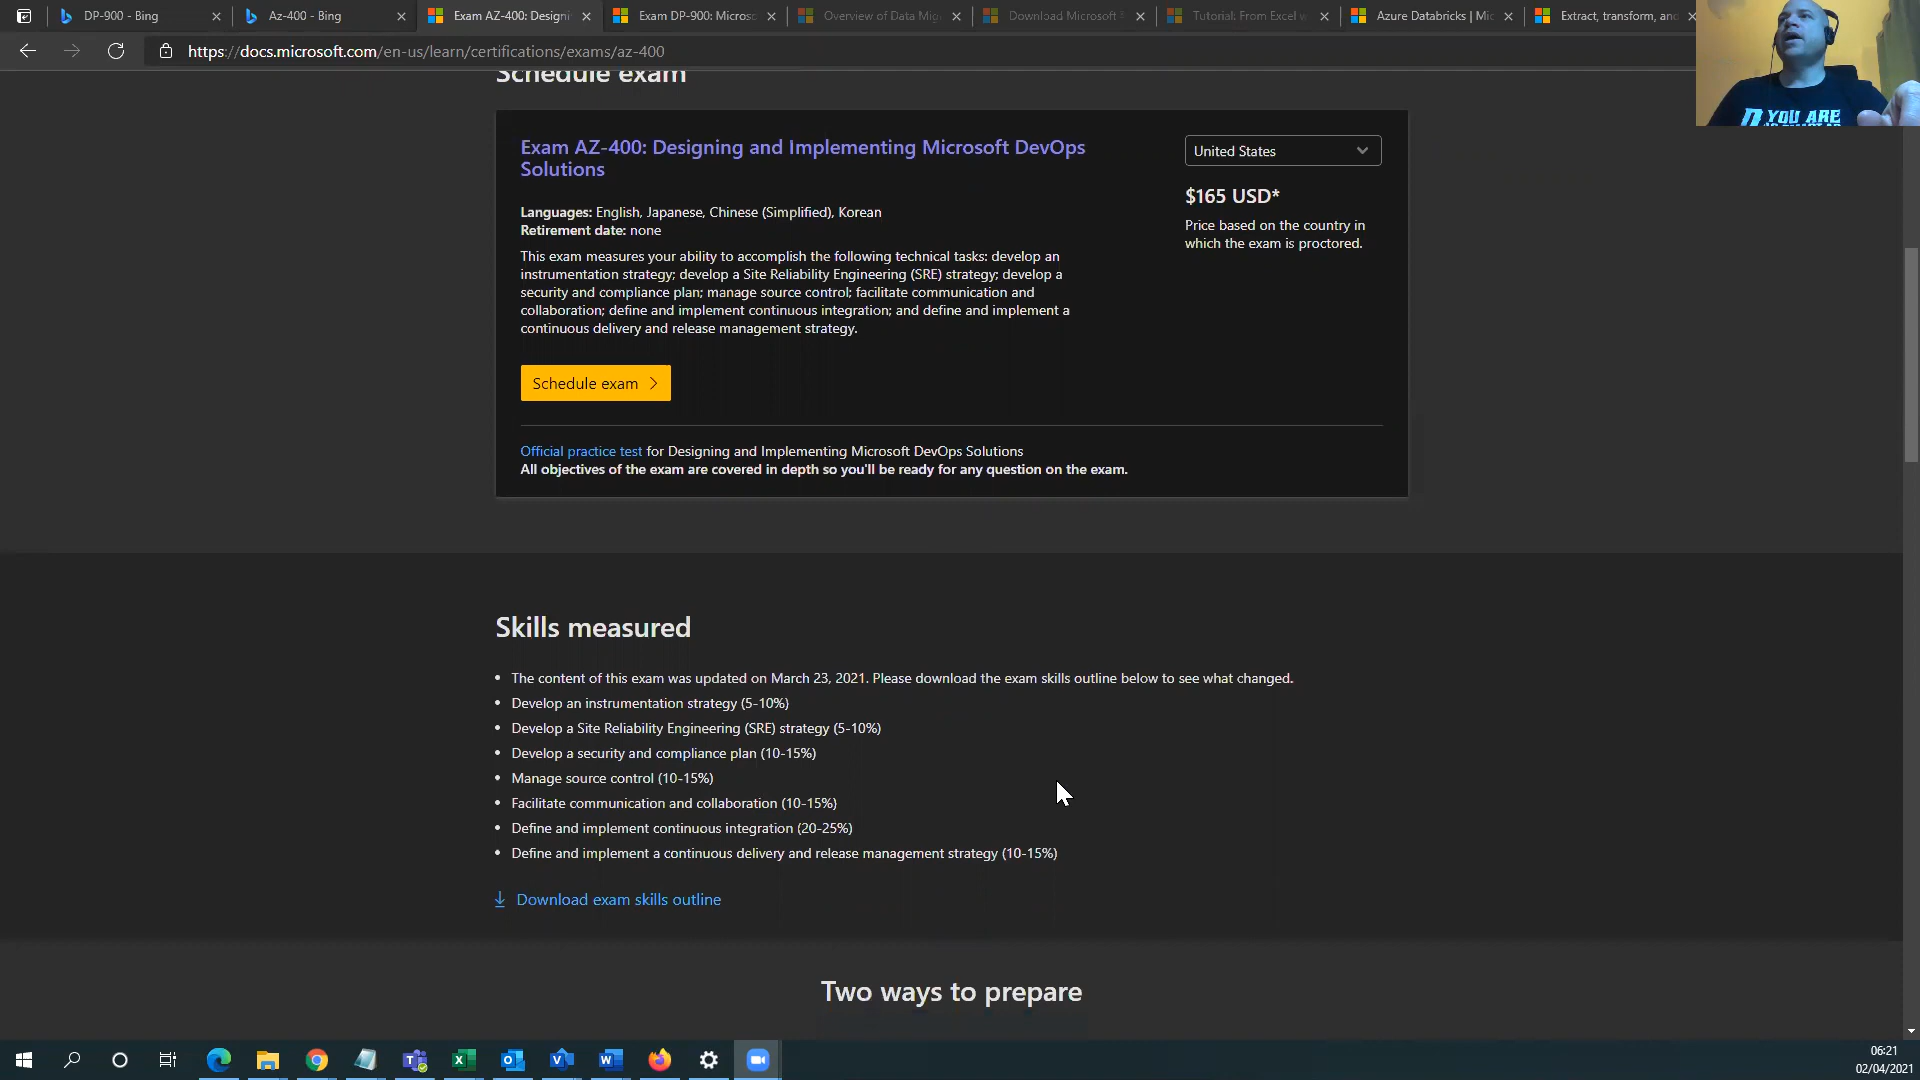 DP-900 - Bing
Az-400 - Bing
Exam AZ-400: Designi
Exam DP-900: Micros
Overview of Data Mig
Download Microsoft
Tutorial: From Excel w
Azure Databricks | Mic
Extract, transform, and
https://docs.microsoft.com/en-us/learn/certifications/exams/az-400
Schedule exam
Exam AZ-400: Designing and Implementing Microsoft DevOps
Solutions
United States
$165 USD*
Price based on the country in
which the exam is proctored.
Languages: English, Japanese, Chinese (Simplified), Korean
Retirement date: none
This exam measures your ability to accomplish the following technical tasks: develop an
instrumentation strategy; develop a Site Reliability Engineering (SRE) strategy; develop a
security and compliance plan; manage source control; facilitate communication and
collaboration; define and implement continuous integration; and define and implement a
continuous delivery and release management strategy.
Schedule exam
Official practice test for Designing and Implementing Microsoft DevOps Solutions
All objectives of the exam are covered in depth so you'll be ready for any question on the exam.
Skills measured
• The content of this exam was updated on March 23, 2021. Please download the exam skills outline below to see what changed.
• Develop an instrumentation strategy (5-10%)
• Develop a Site Reliability Engineering (SRE) strategy (5-10%)
• Develop a security and compliance plan (10-15%)
• Manage source control (10-15%)
• Facilitate communication and collaboration (10-15%)
• Define and implement continuous integration (20-25%)
• Define and implement a continuous delivery and release management strategy (10-15%)
Download exam skills outline
Two ways to prepare
YOU ARE
06:21
02/04/2021